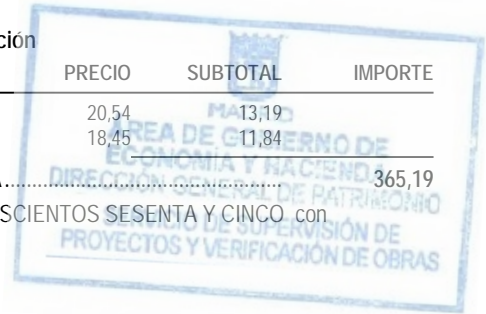 ción
PRECIO SUBTOTAL IMPORTE
20,54 13,19
18,45 11,84
A.................................................... 365,19
SCIENTOS SESENTA Y CINCO con
MADRID
ÁREA DE GOBIERNO DE
ECONOMÍA Y HACIENDA
DIRECCIÓN GENERAL DE PATRIMONIO
SERVICIO DE SUPERVISIÓN DE
PROYECTOS Y VERIFICACIÓN DE OBRAS